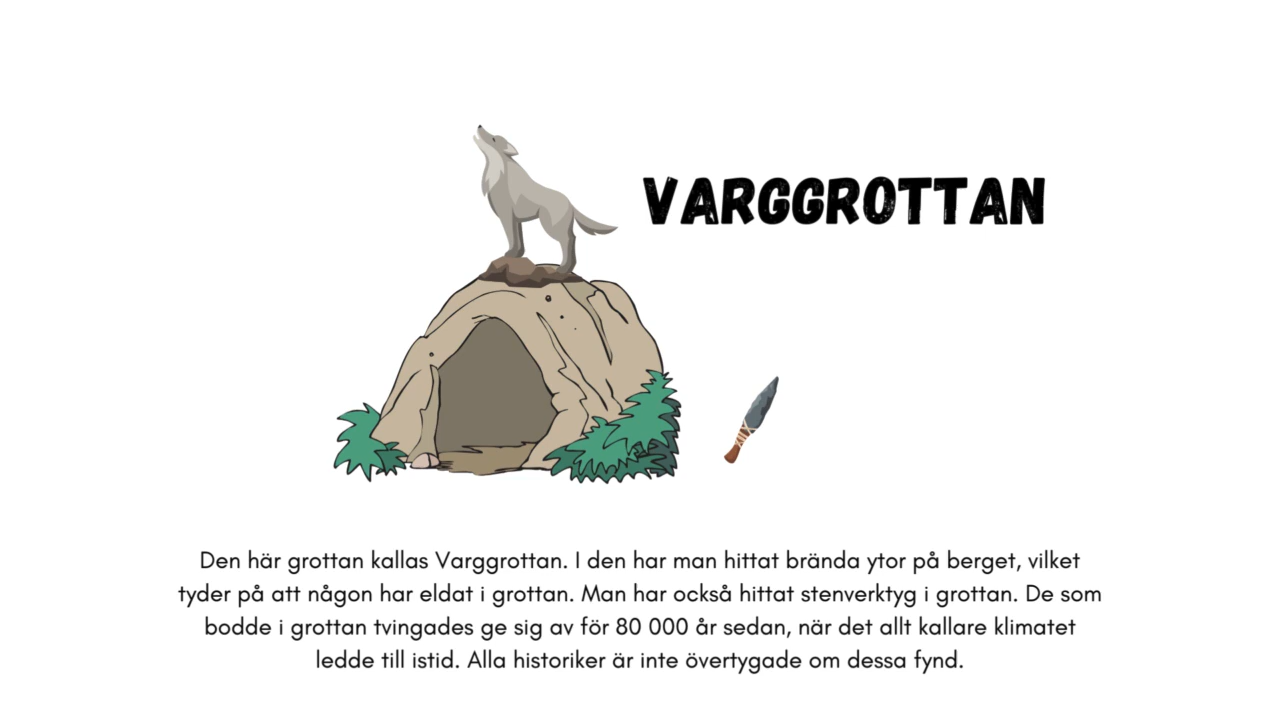 VARGGROTTAN
Den här grottan kallas Varggrottan. I den har man hittat brända ytor på berget, vilket
tyder på att någon har eldat i grottan. Man har också hittat stenverktyg i grottan. De som
bodde i grottan tvingades ge sig av för 80 000 år sedan, när det allt kallare klimatet
ledde till istid. Alla historiker är inte övertygade om dessa fynd.